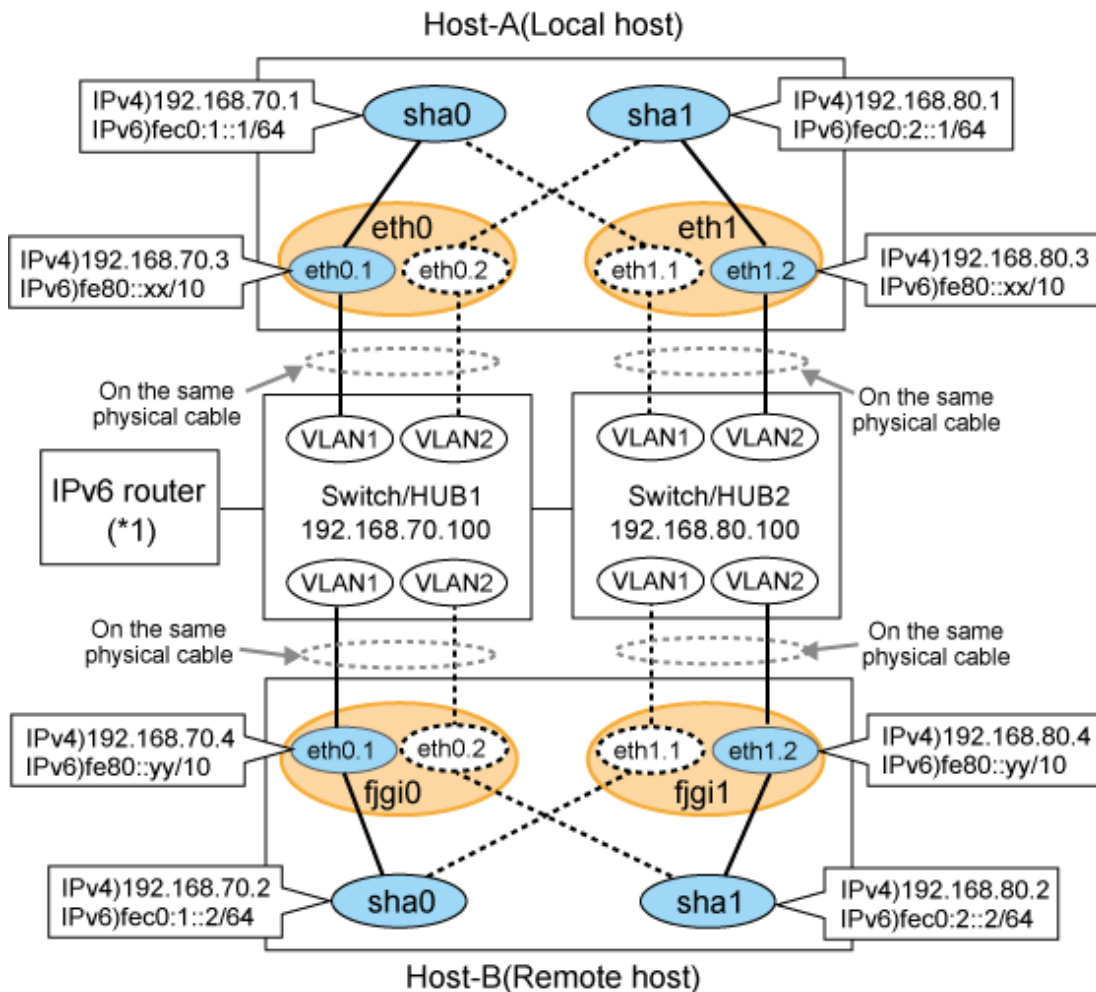 Host-A(Local host)
IPv4)192.168.70.1
IPv6)fec0:1::1/64
sha0
sha1
IPv4)192.168.80.1
IPv6)fec0:2::1/64
eth0
eth1
IPv4)192.168.70.3
IPv6)fe80::xx/10
eth0.1
eth0.2
eth1.1
eth1.2
IPv4)192.168.80.3
IPv6)fe80::xx/10
On the same
physical cable
On the same
physical cable
VLAN1
VLAN2
VLAN1
VLAN2
IPv6 router
(*1)
Switch/HUB1
192.168.70.100
Switch/HUB2
192.168.80.100
VLAN1
VLAN2
VLAN1
VLAN2
On the same
physical cable
On the same
physical cable
IPv4)192.168.70.4
IPv6)fe80::yy/10
eth0.1
eth0.2
eth1.1
eth1.2
IPv4)192.168.80.4
IPv6)fe80::yy/10
fjgi0
fjgi1
IPv4)192.168.70.2
IPv6)fec0:1::2/64
sha0
sha1
IPv4)192.168.80.2
IPv6)fec0:2::2/64
Host-B(Remote host)